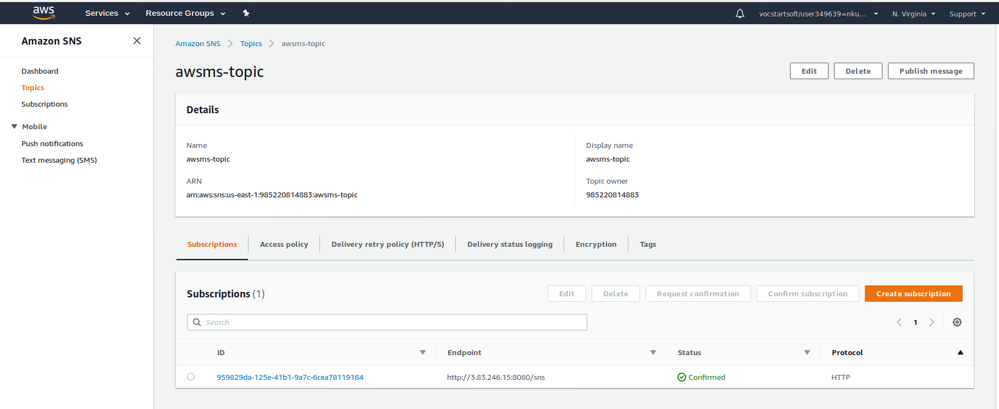 aws Services Resource Groups vocstartsoft/user349639=nku... N. Virginia Support
Amazon SNS
Dashboard
Topics
Subscriptions
Mobile
Push notifications
Text messaging (SMS)
Amazon SNS Topics awsms-topic
awsms-topic Edit Delete Publish message
Details
Name Display name
awsms-topic awsms-topic
ARN Topic owner
arn:aws:sns:us-east-1:985220814883:awsms-topic 985220814883
Subscriptions Access policy Delivery retry policy (HTTP/S) Delivery status logging Encryption Tags
Subscriptions (1) Edit Delete Request confirmation Confirm subscription Create subscription
Search 1
ID Endpoint Status Protocol
959829da-125e-41b1-9a7c-6cea78119184 http://3.83.246.15:8080/sns Confirmed HTTP